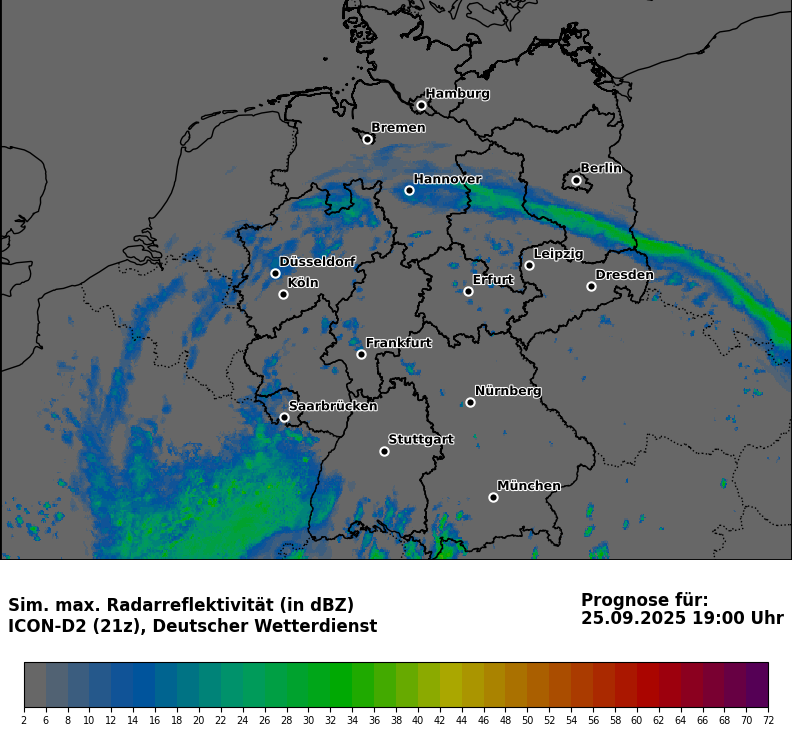 Hamburg
Bremen
Berlin
Hannover
Leipzig
Düsseldorf
Dresden
Köln
Erfurt
Frankfurt
Nürnberg
Saarbrücken
Stuttgart
München
Sim. max. Radarreflektivität (in dBZ)
ICON-D2 (21z), Deutscher Wetterdienst
Prognose für:
25.09.2025 19:00 Uhr
2 6 8 10 12 14 16 18 20 22 24 26 28 30 32 34 36 38 40 42 44 46 48 50 52 54 56 58 62 64 66 68 70 72